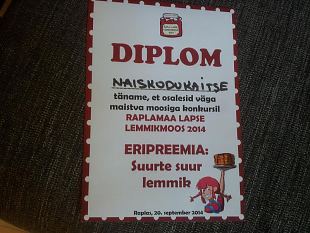 DIPLOM
NAISKODUKAITSE
täname, et osalesid väga
maistva moosiga konkursil
RAPLAMAA LAPSE
LEMMIKMOOS 2014
ERIPREEMIA:
Suurte suur
lemmik
Raplas, 20. september 2014